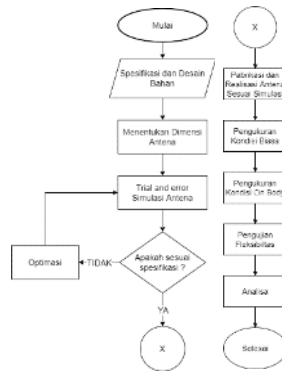 Mulai
Spesifikasi dan Desain
Bahan
Menentukan Dimensi
Antena
Trial and error
Simulasi Antena
Optimasi
TIDAK
Apakah sesuai
spesifikasi ?
YA
X
X
Pabrikasi dan
Realisasi Antena
Sesuai Simulasi
Pengukuran
Kondisi Biasa
Pengukuran
Kondisi On Body
Pengujian
Fleksibilitas
Analisa
Selesai